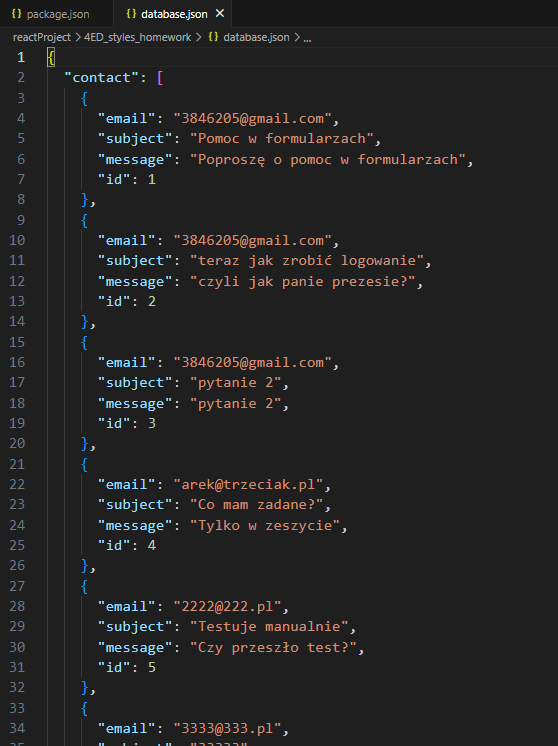 {} package.json
{} database.json ×
reactProject > 4ED_styles_homework > {} database.json > ...
1 {
2 "contact": [
3 {
4 "email": "3846205@gmail.com",
5 "subject": "Pomoc w formularzach",
6 "message": "Poproszę o pomoc w formularzach",
7 "id": 1
8 },
9 {
10 "email": "3846205@gmail.com",
11 "subject": "teraz jak zrobić logowanie",
12 "message": "czyli jak panie prezesie?",
13 "id": 2
14 },
15 {
16 "email": "3846205@gmail.com",
17 "subject": "pytanie 2",
18 "message": "pytanie 2",
19 "id": 3
20 },
21 {
22 "email": "arek@trzeciak.pl",
23 "subject": "Co mam zadane?",
24 "message": "Tylko w zeszycie",
25 "id": 4
26 },
27 {
28 "email": "2222@222.pl",
29 "subject": "Testuje manualnie",
30 "message": "Czy przeszło test?",
31 "id": 5
32 },
33 {
34 "email": "3333@333.pl",